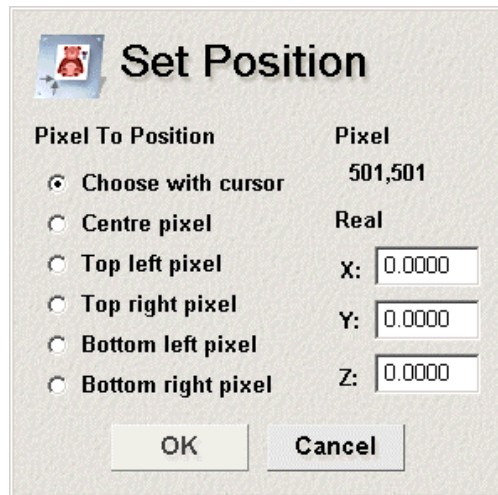 Set Position
Pixel To Position
Choose with cursor
Centre pixel
Top left pixel
Top right pixel
Bottom left pixel
Bottom right pixel
Pixel
501,501
Real
X: 0.0000
Y: 0.0000
Z: 0.0000
OK Cancel